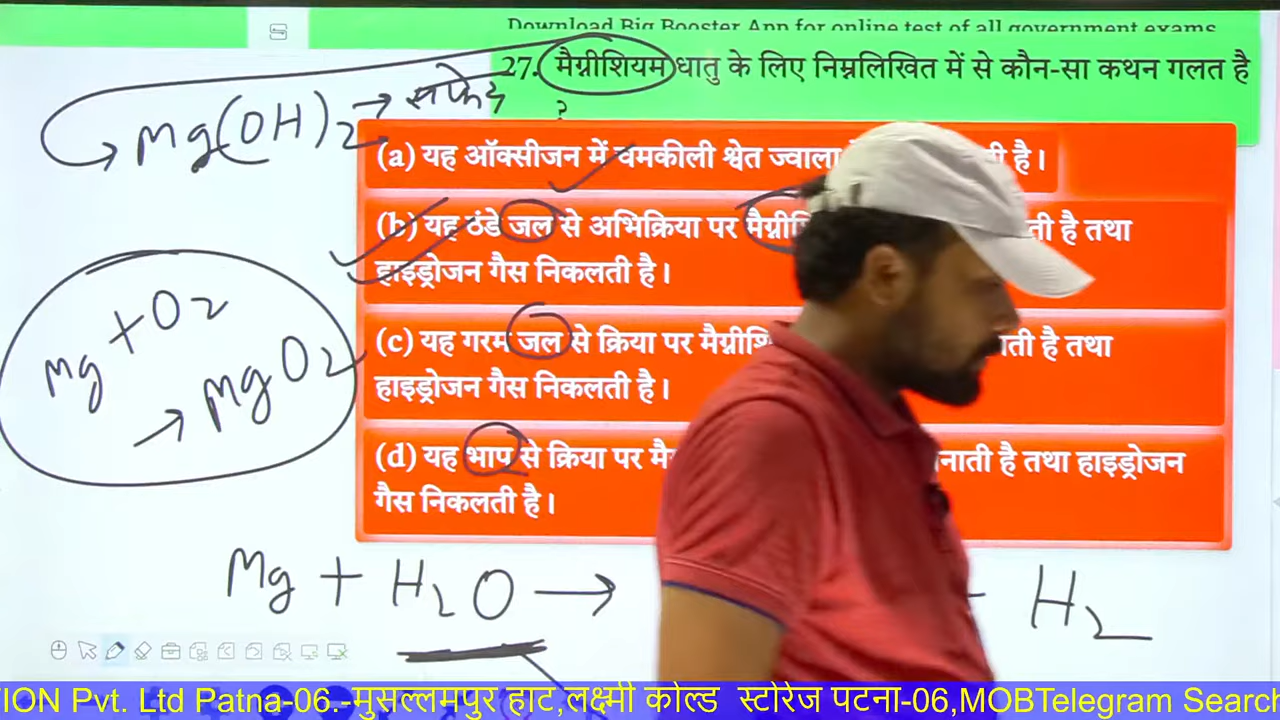 Download Big Booster App for online test of all government exams
27. मैग्नीशियम धातु के लिए निम्नलिखित में से कौन-सा कथन गलत है
?
Mg(OH)2 → सफेद
(a) यह ऑक्सीजन में चमकीली श्वेत ज्वाला है।
(b) यह ठंडे जल से अभिक्रिया पर है तथा
हाइड्रोजन गैस निकलती है।
Mg + O2
→ MgO2
(c) यह गरम जल से क्रिया पर है तथा
हाइड्रोजन गैस निकलती है।
(d) यह भाप से क्रिया पर है तथा हाइड्रोजन
गैस निकलती है।
Mg + H2O → H2
TION Pvt. Ltd Patna-06.-मुसल्लमपुर हाट,लक्ष्मी कोल्ड स्टोरेज पटना-06,MOBTelegram Search